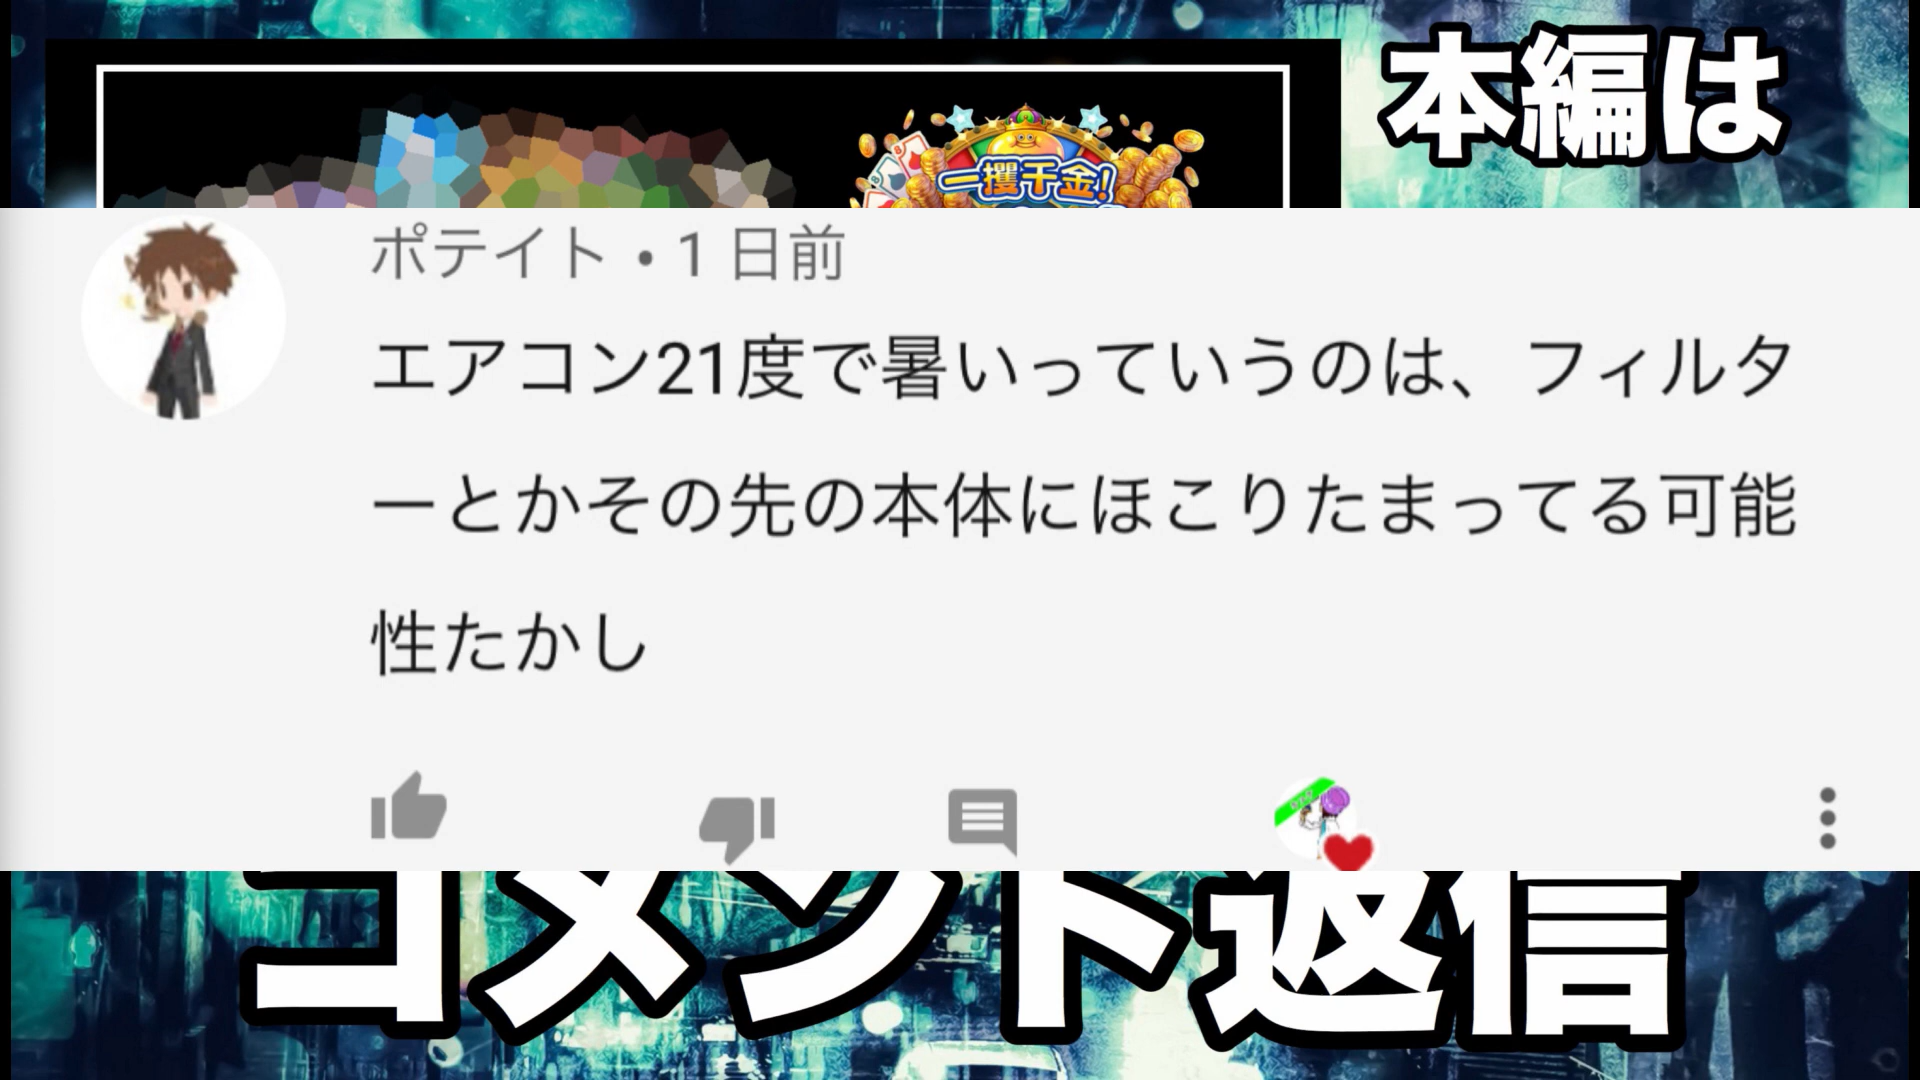 本編は
一攫千金!
ポテイト • 1 日前
エアコン21度で暑いっていうのは、フィルタ
ーとかその先の本体にほこりたまってる可能
性たかし
コメント返信